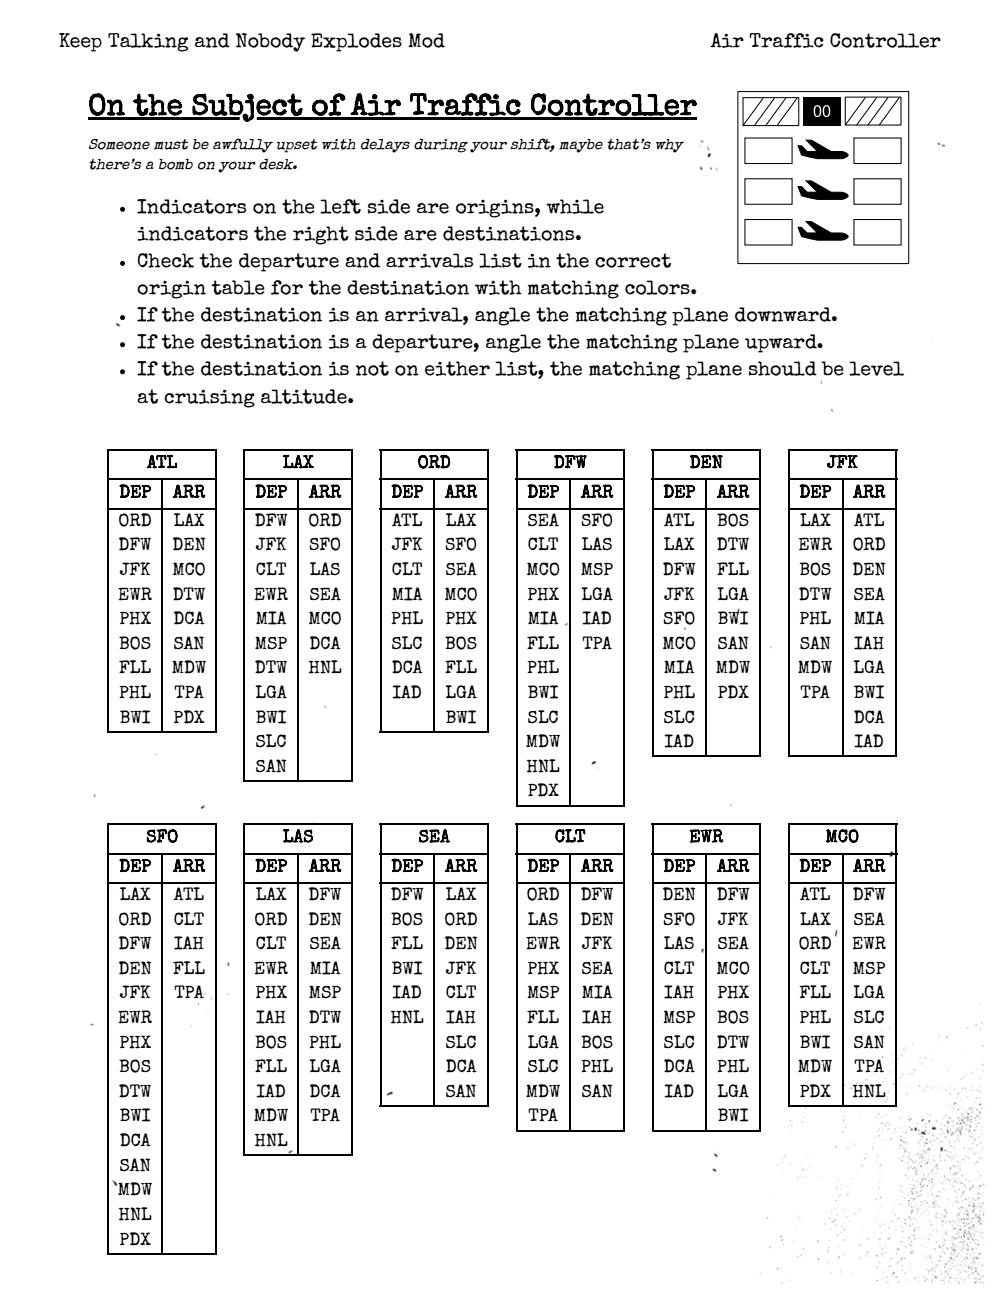 Keep Talking and Nobody Explodes Mod Air Traffic Controller
On the Subject of Air Traffic Controller
00
Someone must be awfully upset with delays during your shift, maybe that's why
there's a bomb on your desk.
• Indicators on the left side are origins, while
indicators the right side are destinations.
• Check the departure and arrivals list in the correct
origin table for the destination with matching colors.
• If the destination is an arrival, angle the matching plane downward.
• If the destination is a departure, angle the matching plane upward.
• If the destination is not on either list, the matching plane should be level
at cruising altitude.
ATL LAX ORD DFW DEN JFK
DEP ARR DEP ARR DEP ARR DEP ARR DEP ARR DEP ARR
ORD LAX DFW ORD ATL LAX SEA SFO ATL BOS LAX ATL
DFW DEN JFK SFO JFK SFO CLT LAS LAX DTW EWR ORD
JFK MCO CLT LAS CLT SEA MCO MSP DFW FLL BOS DEN
EWR DTW EWR SEA MIA MCO PHX LGA JFK LGA DTW SEA
PHX DCA MIA MCO PHL PHX MIA IAD SFO BWI PHL MIA
BOS SAN MSP DCA SLC BOS FLL TPA MCO SAN SAN IAH
FLL MDW DTW HNL DCA FLL PHL MIA MDW MDW LGA
PHL TPA LGA IAD LGA BWI PHL PDX TPA BWI
BWI PDX BWI BWI SLC SLC DCA
SLC MDW IAD IAD
SAN HNL
PDX
SFO LAS SEA CLT EWR MCO
DEP ARR DEP ARR DEP ARR DEP ARR DEP ARR DEP ARR
LAX ATL LAX DFW DFW LAX ORD DFW DEN DFW ATL DFW
ORD CLT ORD DEN BOS ORD LAS DEN SFO JFK LAX SEA
DFW IAH CLT SEA FLL DEN EWR JFK LAS SEA ORD EWR
DEN FLL EWR MIA BWI JFK PHX SEA CLT MCO CLT MSP
JFK TPA PHX MSP IAD CLT MSP MIA IAH PHX FLL LGA
EWR IAH DTW HNL IAH FLL IAH MSP BOS PHL SLC
PHX BOS PHL SLC LGA BOS SLC DTW BWI SAN
BOS FLL LGA DCA SLC PHL DCA PHL MDW TPA
DTW IAD DCA SAN MDW SAN IAD LGA PDX HNL
BWI MDW TPA TPA BWI
DCA HNL
SAN
MDW
HNL
PDX